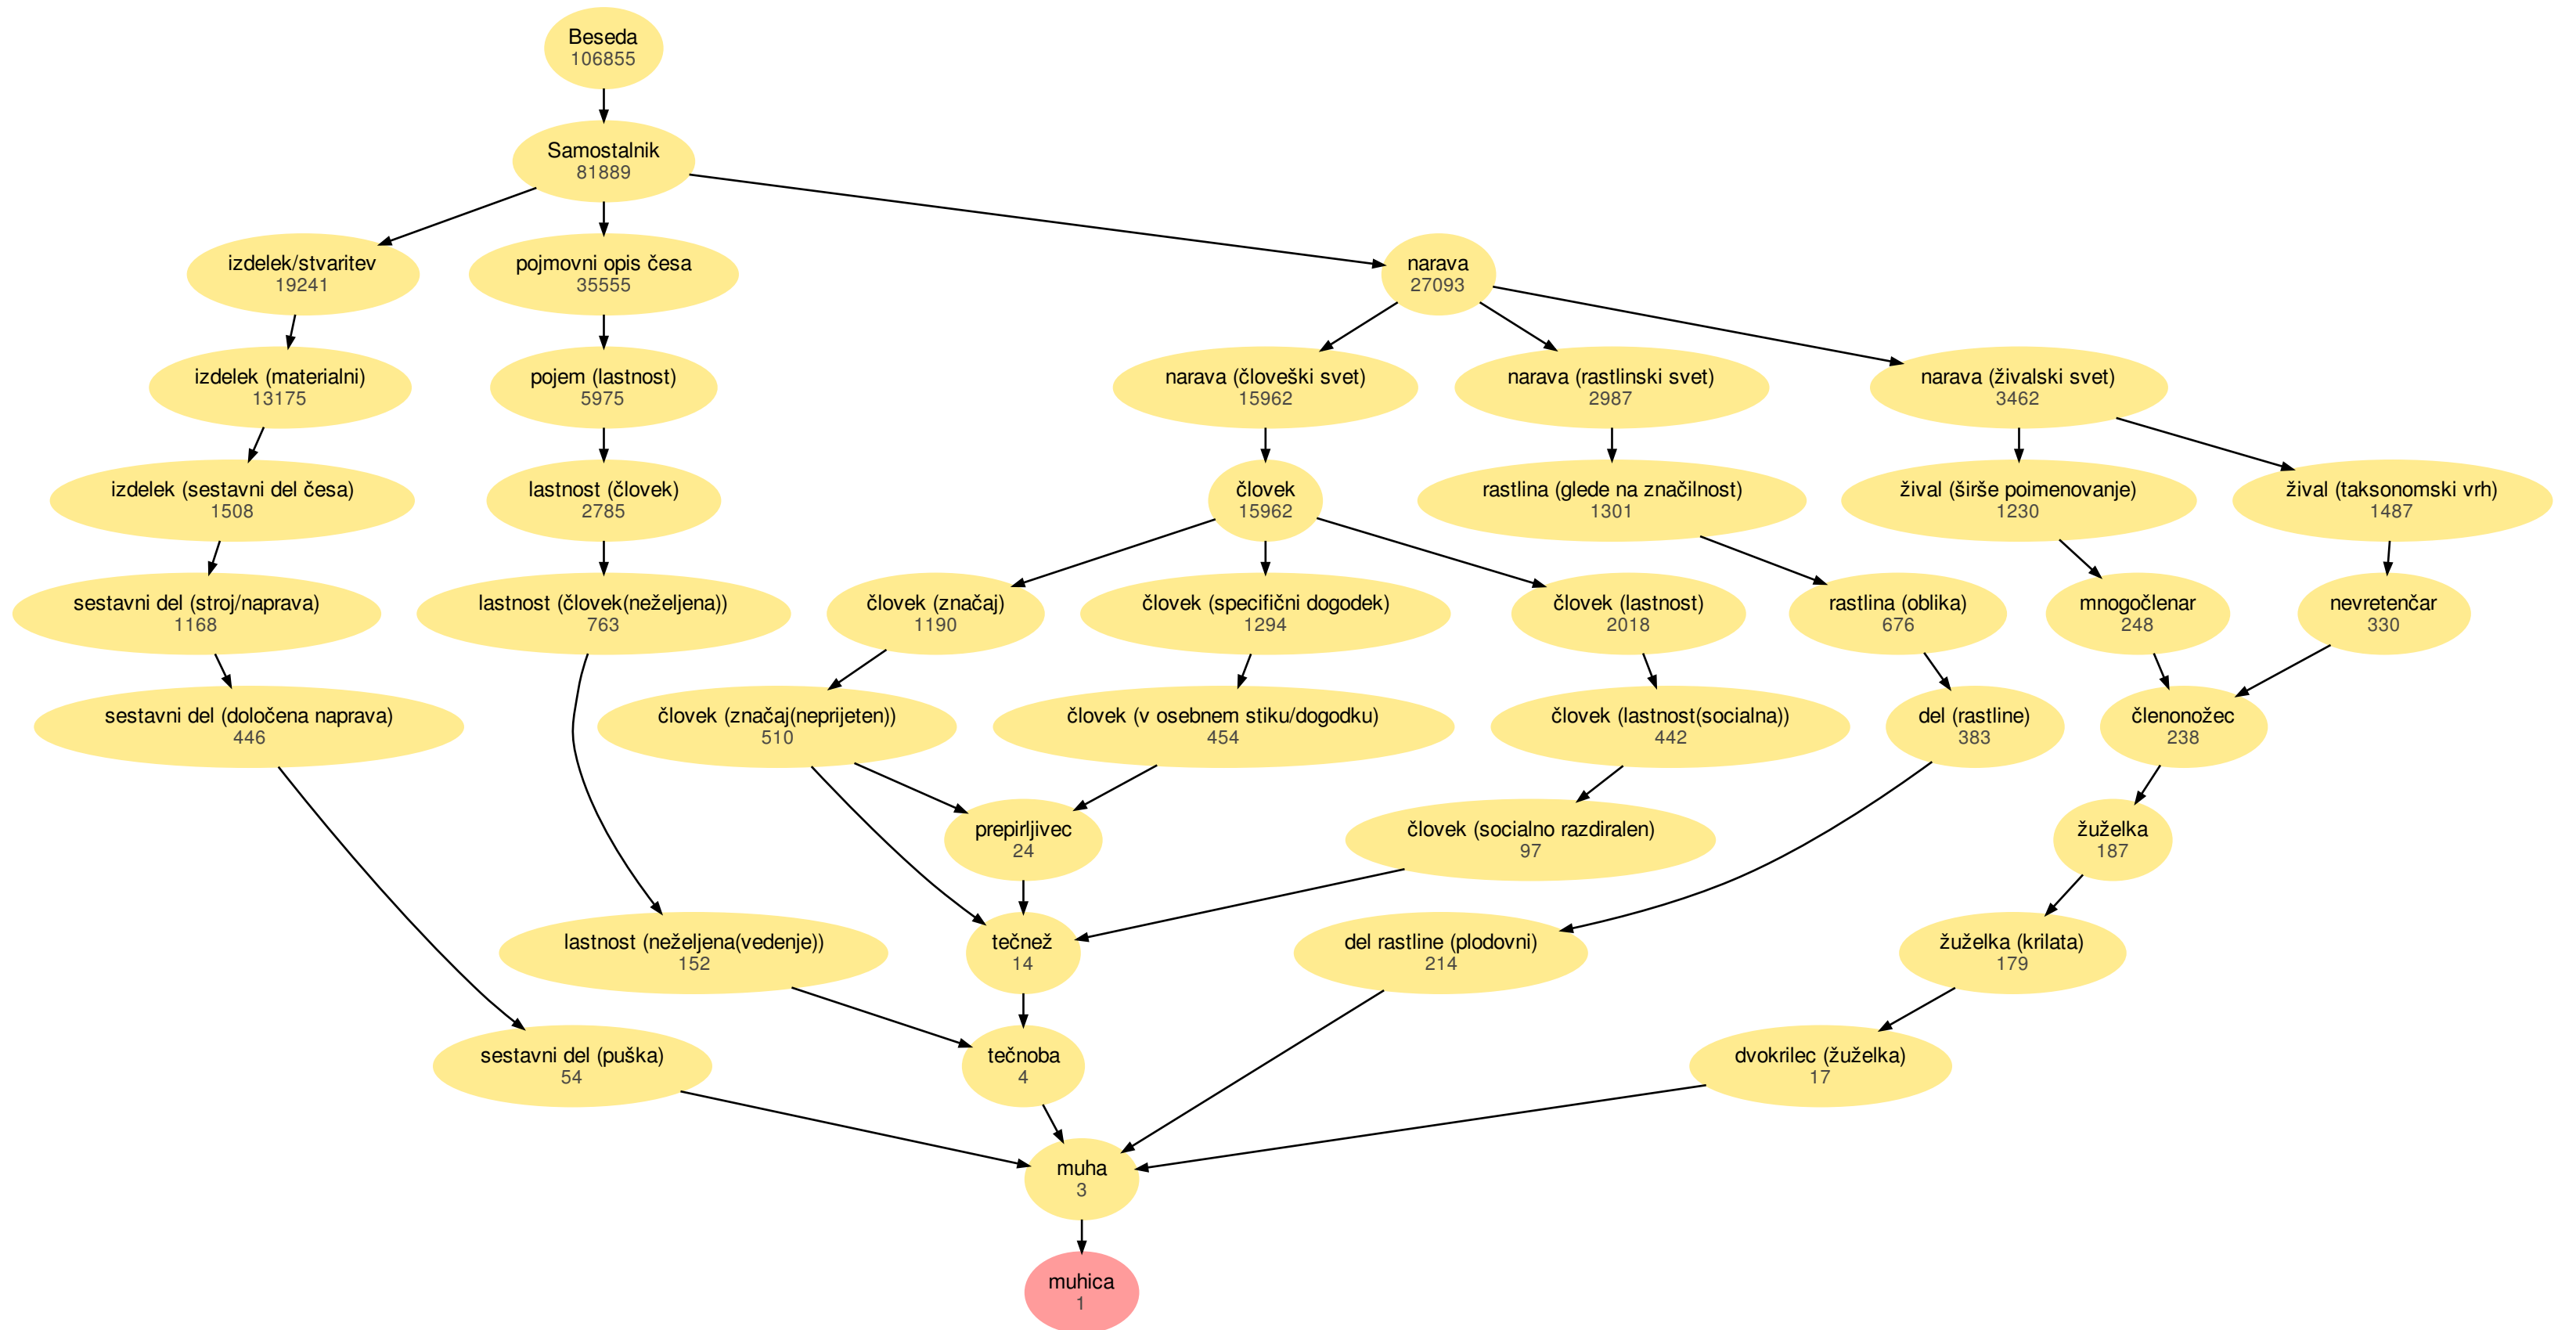 Beseda
106855
Samostalnik
81889
izdelek/stvaritev
19241
pojmovni opis česa
35555
narava
27093
izdelek (materialni)
13175
pojem (lastnost)
5975
narava (človeški svet)
15962
narava (rastlinski svet)
2987
narava (živalski svet)
3462
izdelek (sestavni del česa)
1508
lastnost (človek)
2785
človek
15962
rastlina (glede na značilnost)
1301
žival (širše poimenovanje)
1230
žival (taksonomski vrh)
1487
sestavni del (stroj/naprava)
1168
lastnost (človek(neželjena))
763
človek (značaj)
1190
človek (specifični dogodek)
1294
človek (lastnost)
2018
rastlina (oblika)
676
mnogočlenar
248
nevretenčar
330
sestavni del (določena naprava)
446
človek (značaj(neprijeten))
510
človek (v osebnem stiku/dogodku)
454
človek (lastnost(socialna))
442
del (rastline)
383
členonožec
238
prepirljivec
24
človek (socialno razdiralen)
97
žuželka
187
lastnost (neželjena(vedenje))
152
tečnež
14
del rastline (plodovni)
214
žuželka (krilata)
179
sestavni del (puška)
54
tečnoba
4
dvokrilec (žuželka)
17
muha
3
muhica
1